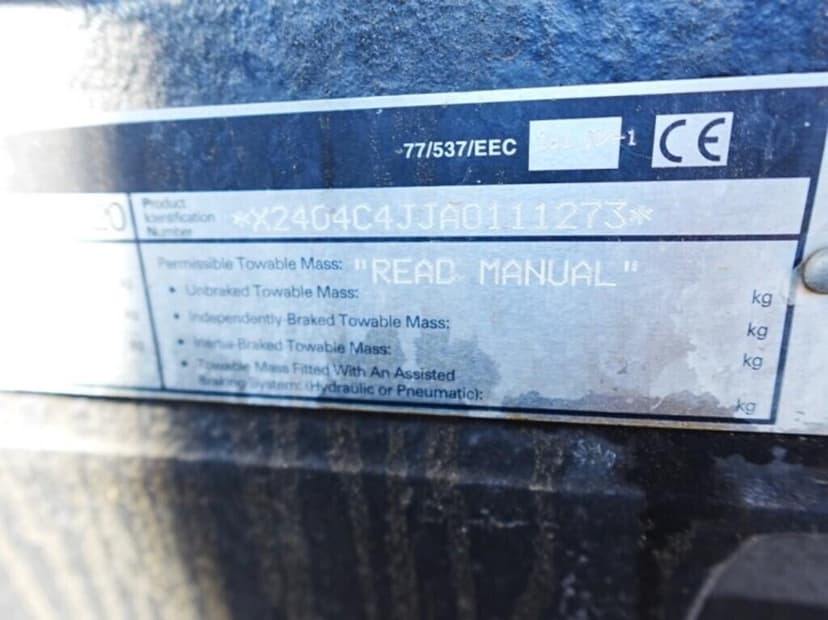 77/537/EEC CE
Product
Identification
Number
*X2404C4JJA0111273*
Permissible Towable Mass: "READ MANUAL"
• Unbraked Towable Mass: kg
• Independently-Braked Towable Mass: kg
• Inertia-Braked Towable Mass: kg
• Towable Mass Fitted With An Assisted
Braking System: (Hydraulic or Pneumatic): kg